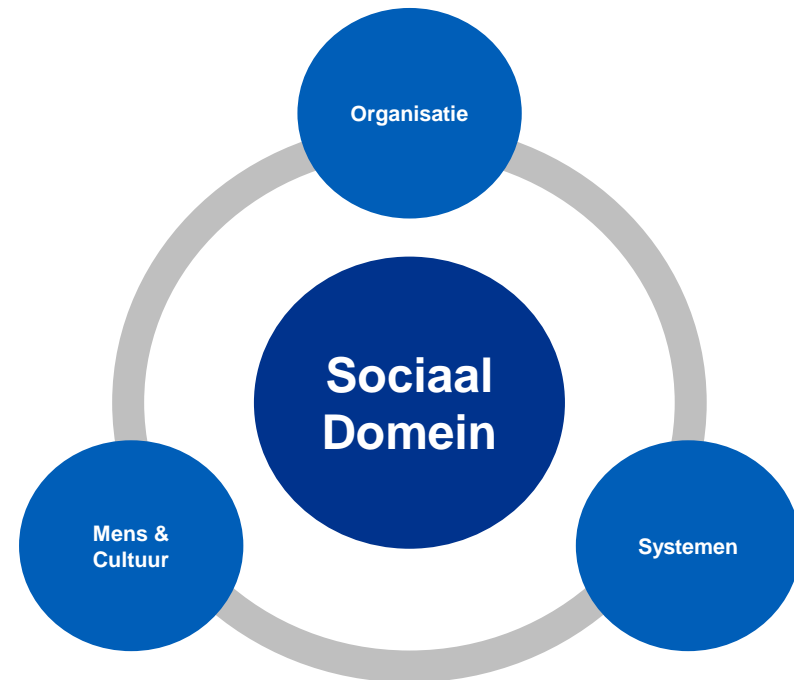 Organisatie
Sociaal
Domein
Mens &
Cultuur
Systemen